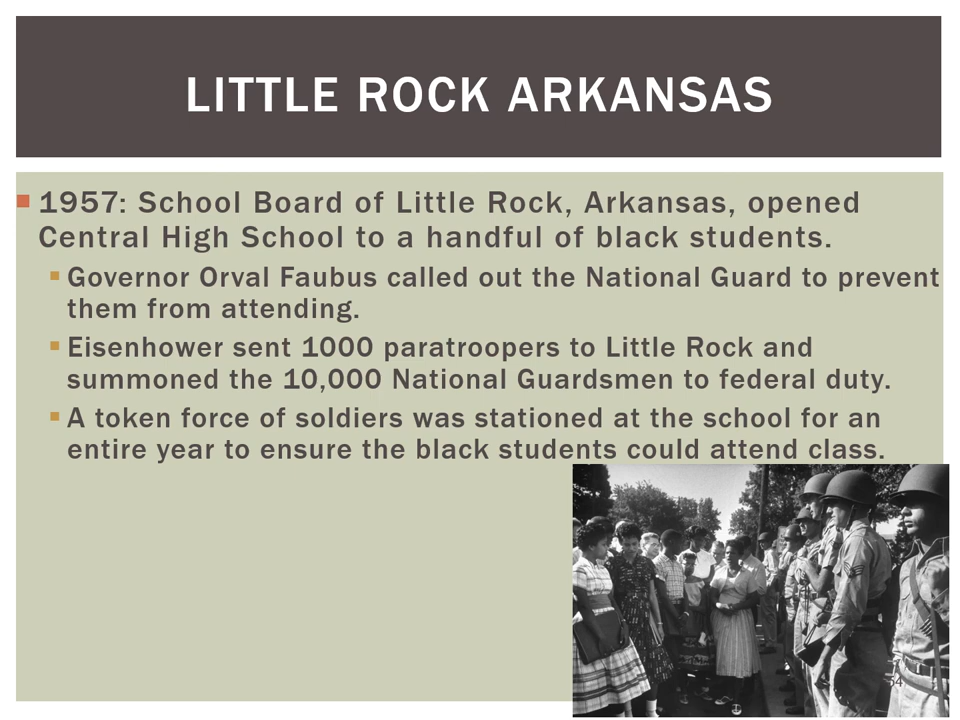 LITTLE ROCK ARKANSAS
1957: School Board of Little Rock, Arkansas, opened
Central High School to a handful of black students.
Governor Orval Faubus called out the National Guard to prevent
them from attending.
Eisenhower sent 1000 paratroopers to Little Rock and
summoned the 10,000 National Guardsmen to federal duty.
A token force of soldiers was stationed at the school for an
entire year to ensure the black students could attend class.
54